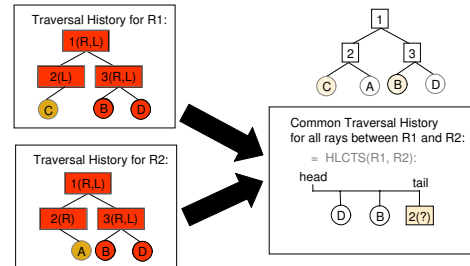 Traversal History for R1:
1(R,L)
2(L) 3(R,L)
C B D
Traversal History for R2:
1(R,L)
2(R) 3(R,L)
A B D
1
2 3
C A B D
Common Traversal History
for all rays between R1 and R2:
= HLCTS(R1, R2):
head tail
D B 2(?)